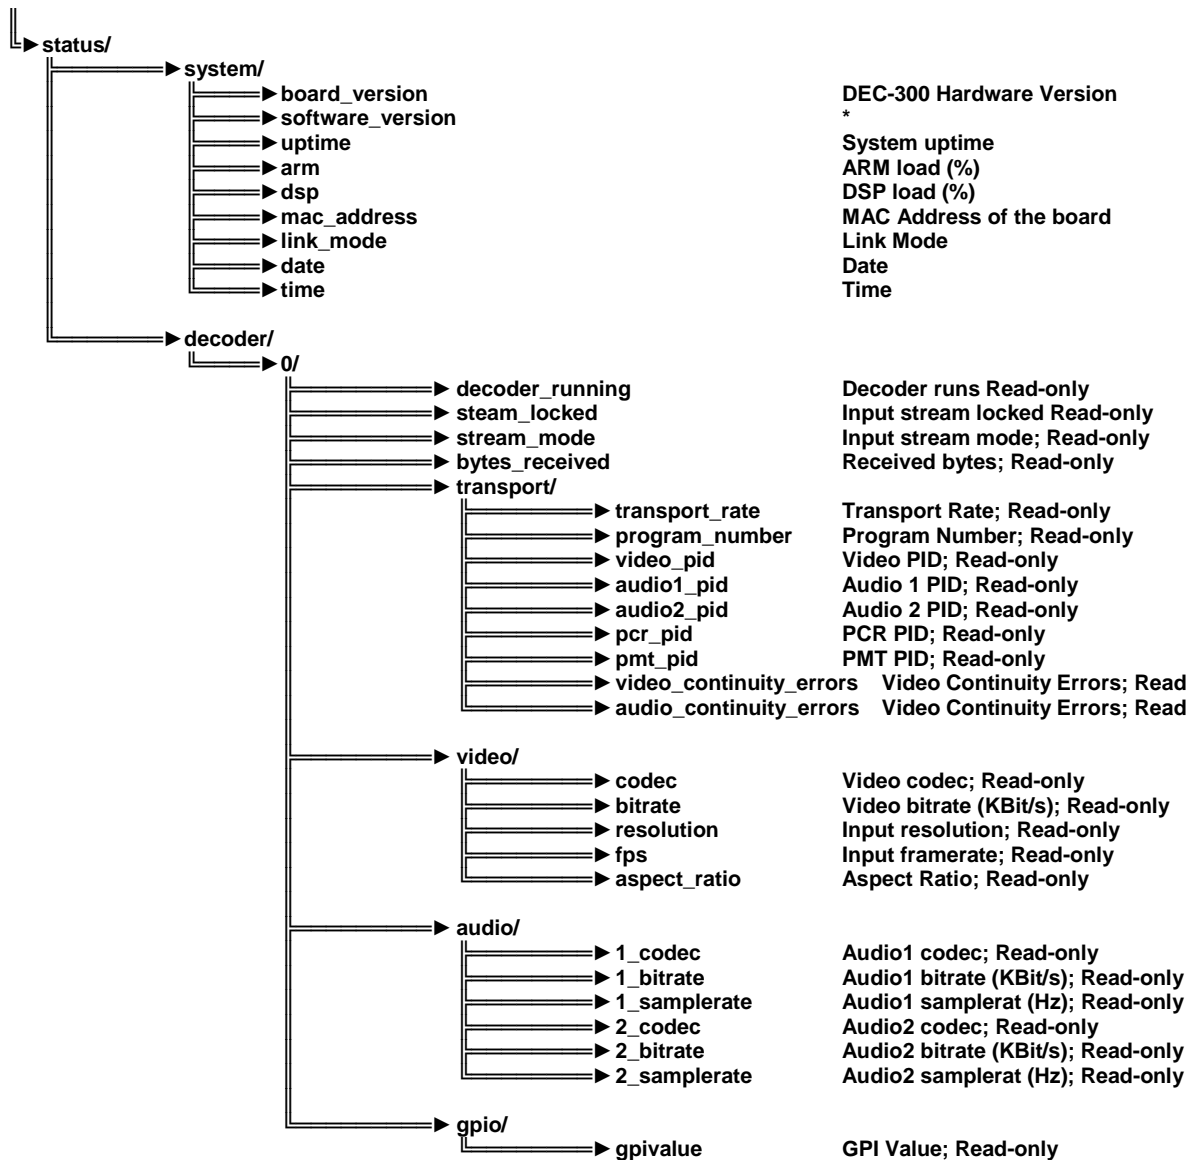 status/
system/
board_version DEC-300 Hardware Version
software_version *
uptime System uptime
arm ARM load (%)
dsp DSP load (%)
mac_address MAC Address of the board
link_mode Link Mode
date Date
time Time
decoder/
0/
decoder_running Decoder runs Read-only
steam_locked Input stream locked Read-only
stream_mode Input stream mode; Read-only
bytes_received Received bytes; Read-only
transport/
transport_rate Transport Rate; Read-only
program_number Program Number; Read-only
video_pid Video PID; Read-only
audio1_pid Audio 1 PID; Read-only
audio2_pid Audio 2 PID; Read-only
pcr_pid PCR PID; Read-only
pmt_pid PMT PID; Read-only
video_continuity_errors Video Continuity Errors; Read
audio_continuity_errors Video Continuity Errors; Read
video/
codec Video codec; Read-only
bitrate Video bitrate (KBit/s); Read-only
resolution Input resolution; Read-only
fps Input framerate; Read-only
aspect_ratio Aspect Ratio; Read-only
audio/
1_codec Audio1 codec; Read-only
1_bitrate Audio1 bitrate (KBit/s); Read-only
1_samplerate Audio1 samplerat (Hz); Read-only
2_codec Audio2 codec; Read-only
2_bitrate Audio2 bitrate (KBit/s); Read-only
2_samplerate Audio2 samplerat (Hz); Read-only
gpio/
gpivalue GPI Value; Read-only